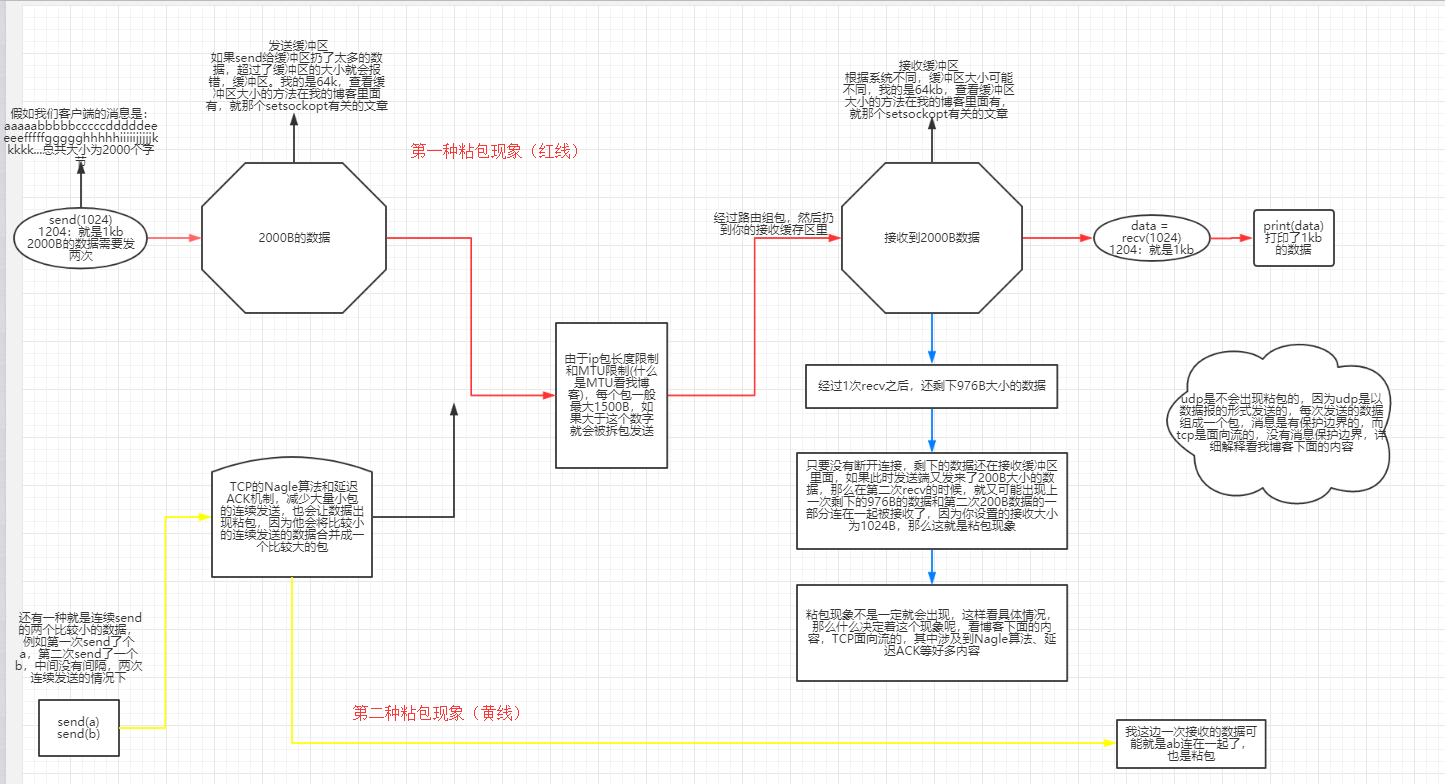 发送缓冲区
如果send给缓冲区扔了太多的数
据，超过了缓冲区的大小就会报
错，缓冲区。我的是64k，查看缓
冲区大小的方法在我的博客里面
有，就那个setsockopt有关的文章
接收缓冲区
根据系统不同，缓冲区大小可能
不同，我的是64kb，查看缓冲区
大小的方法在我的博客里面有，
就那个setsockopt有关的文章
假如我们客户端的消息是：
aaaaabbbbbcccccdddddee
eeefffffggggghhhhhiiiiijjjjjk
kkkk...总共大小为2000个字
节
第一种粘包现象（红线）
send(1024)
1204：就是1kb
2000B的数据需要发
两次
2000B的数据
经过路由组包，然后扔
到你的接收缓存区里
接收到2000B数据
data =
recv(1024)
1204：就是1kb
print(data)
打印了1kb
的数据
由于ip包长度限制
和MTU限制(什么
是MTU看我博
客)，每个包一般
最大1500B，如
果大于这个数字
就会被拆包发送
经过1次recv之后，还剩下976B大小的数据
udp是不会出现粘包的，因为udp是以
数据报的形式发送的，每次发送的数据
组成一个包，消息是有保护边界的，而
tcp是面向流的，没有消息保护边界，详
细解释看我博客下面的内容
TCP的Nagle算法和延迟
ACK机制，减少大量小包
的连续发送，也会让数据出
现粘包，因为他会将比较小
的连续发送的数据合并成一
个比较大的包
只要没有断开连接，剩下的数据还在接收缓冲区
里面，如果此时发送端又发来了200B大小的数
据，那么在第二次recv的时候，就又可能出现上
一次剩下的976B的数据和第二次200B数据的一
部分连在一起被接收了，因为你设置的接收大小
为1024B，那么这就是粘包现象
粘包现象不是一定就会出现，这样看具体情况，
那么什么决定着这个现象呢，看博客下面的内
容，TCP面向流的，其中涉及到Nagle算法、延
迟ACK等好多内容
还有一种就是连续send
的两个比较小的数据，
例如第一次send了个
a，第二次send了一个
b，中间没有间隔，两次
连续发送的情况下
send(a)
send(b)
第二种粘包现象（黄线）
我这边一次接收的数据可
能就是ab连在一起了，
也是粘包